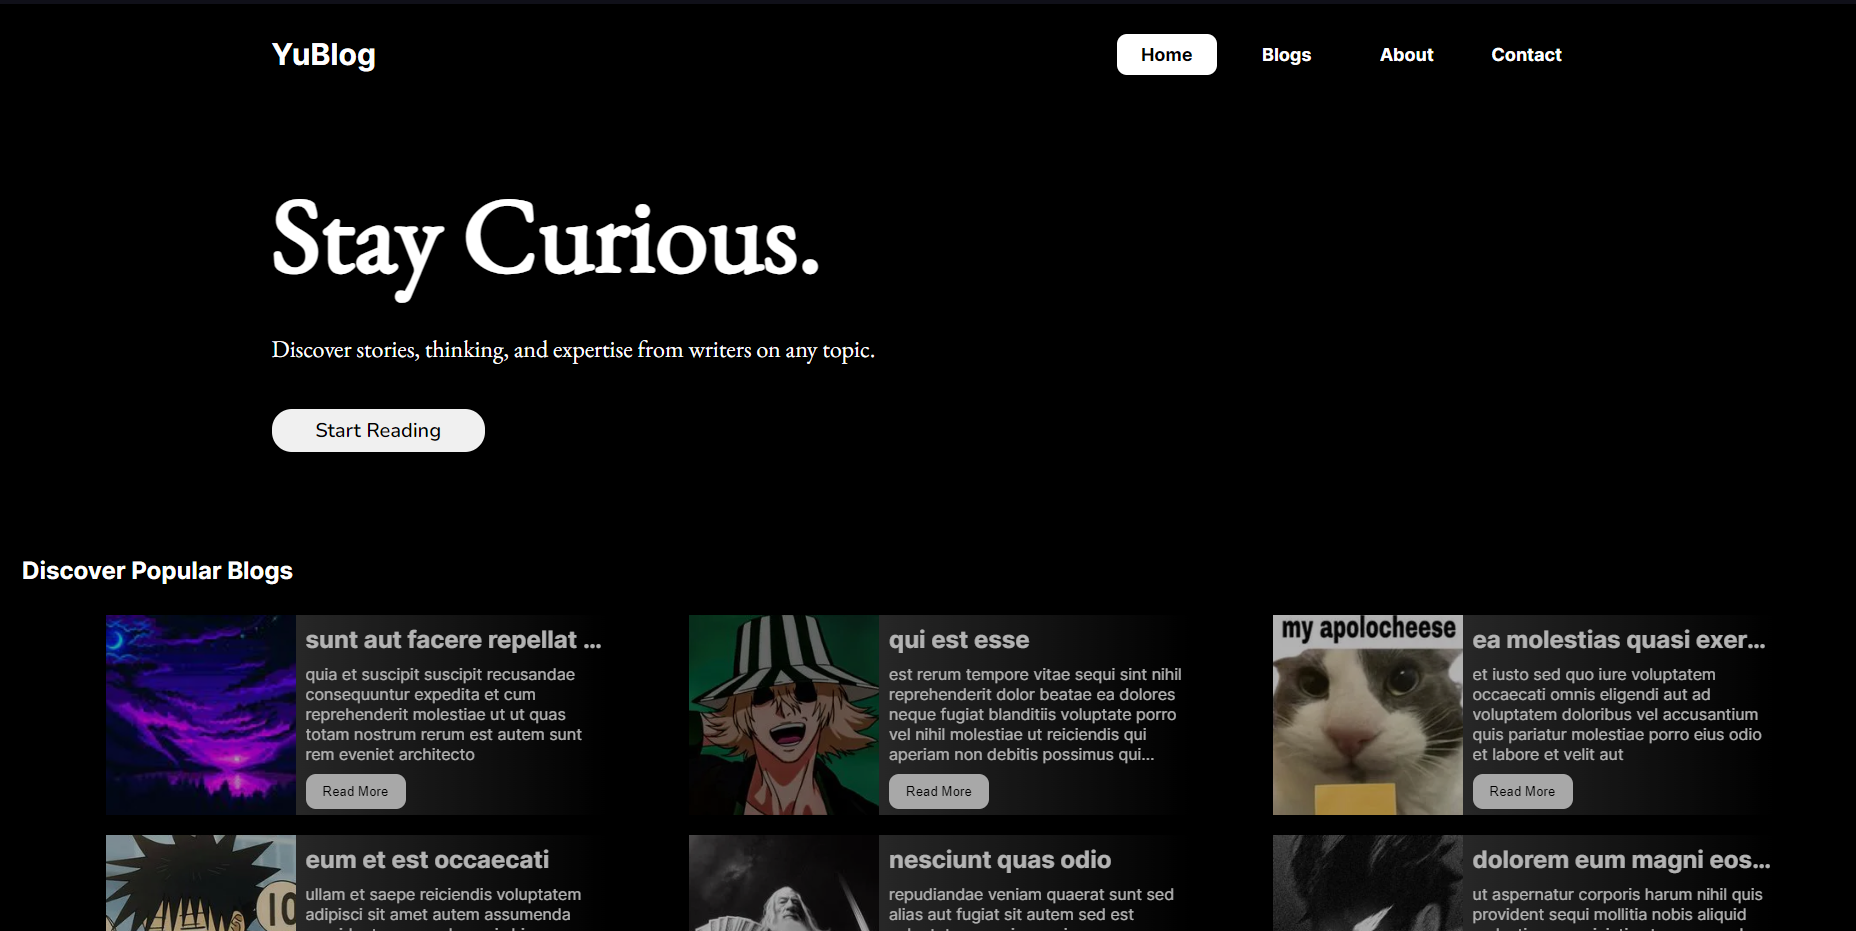 YuBlog
Home Blogs About Contact
Stay Curious.
Discover stories, thinking, and expertise from writers on any topic.
Start Reading
Discover Popular Blogs
sunt aut facere repellat ...
quia et suscipit suscipit recusandae
consequuntur expedita et cum
reprehenderit molestiae ut ut quas
totam nostrum rerum est autem sunt
rem eveniet architecto
Read More
qui est esse
est rerum tempore vitae sequi sint nihil
reprehenderit dolor beatae ea dolores
neque fugiat blanditiis voluptate porro
vel nihil molestiae ut reiciendis qui
aperiam non debitis possimus qui...
Read More
my apolocheese
ea molestias quasi exer...
et iusto sed quo iure voluptatem
occaecati omnis eligendi aut ad
voluptatem doloribus vel accusantium
quis pariatur molestiae porro eius odio
et labore et velit aut
Read More
10
eum et est occaecati
ullam et saepe reiciendis voluptatem
adipisci sit amet autem assumenda
nesciunt quas odio
repudiandae veniam quaerat sunt sed
alias aut fugiat sit autem sed est
dolorem eum magni eos...
ut aspernatur corporis harum nihil quis
provident sequi mollitia nobis aliquid